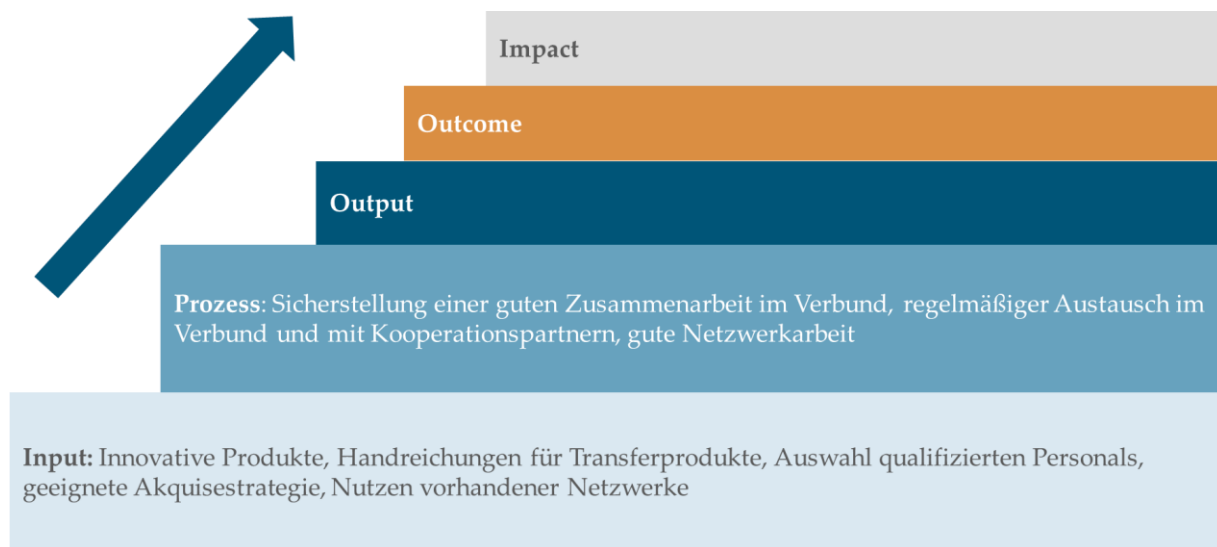 Impact
Outcome
Output
Prozess: Sicherstellung einer guten Zusammenarbeit im Verbund, regelmäßiger Austausch im
Verbund und mit Kooperationspartnern, gute Netzwerkarbeit
Input: Innovative Produkte, Handreichungen für Transferprodukte, Auswahl qualifizierten Personals,
geeignete Akquisestrategie, Nutzen vorhandener Netzwerke